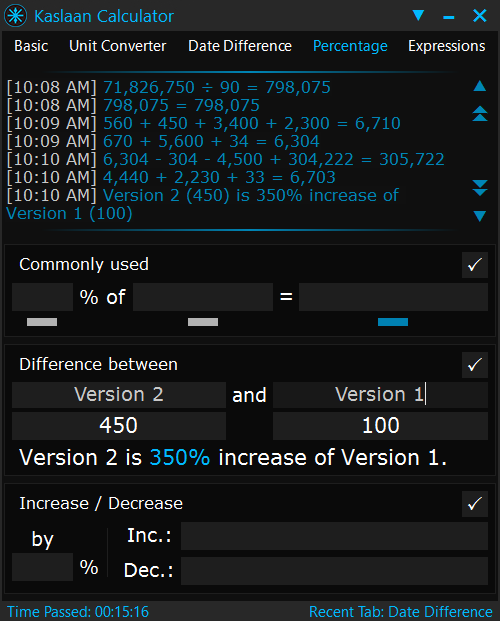 Kaslaan Calculator
Basic Unit Converter Date Difference Percentage Expressions
[10:08 AM] 71,826,750 ÷ 90 = 798,075
[10:08 AM] 798,075 = 798,075
[10:09 AM] 560 + 450 + 3,400 + 2,300 = 6,710
[10:09 AM] 670 + 5,600 + 34 = 6,304
[10:10 AM] 6,304 - 304 - 4,500 + 304,222 = 305,722
[10:10 AM] 4,440 + 2,230 + 33 = 6,703
[10:10 AM] Version 2 (450) is 350% increase of
Version 1 (100)
Commonly used
% of =
Difference between
Version 2 and Version 1
450 100
Version 2 is 350% increase of Version 1.
Increase / Decrease
by Inc.:
% Dec.:
Time Passed: 00:15:16 Recent Tab: Date Difference